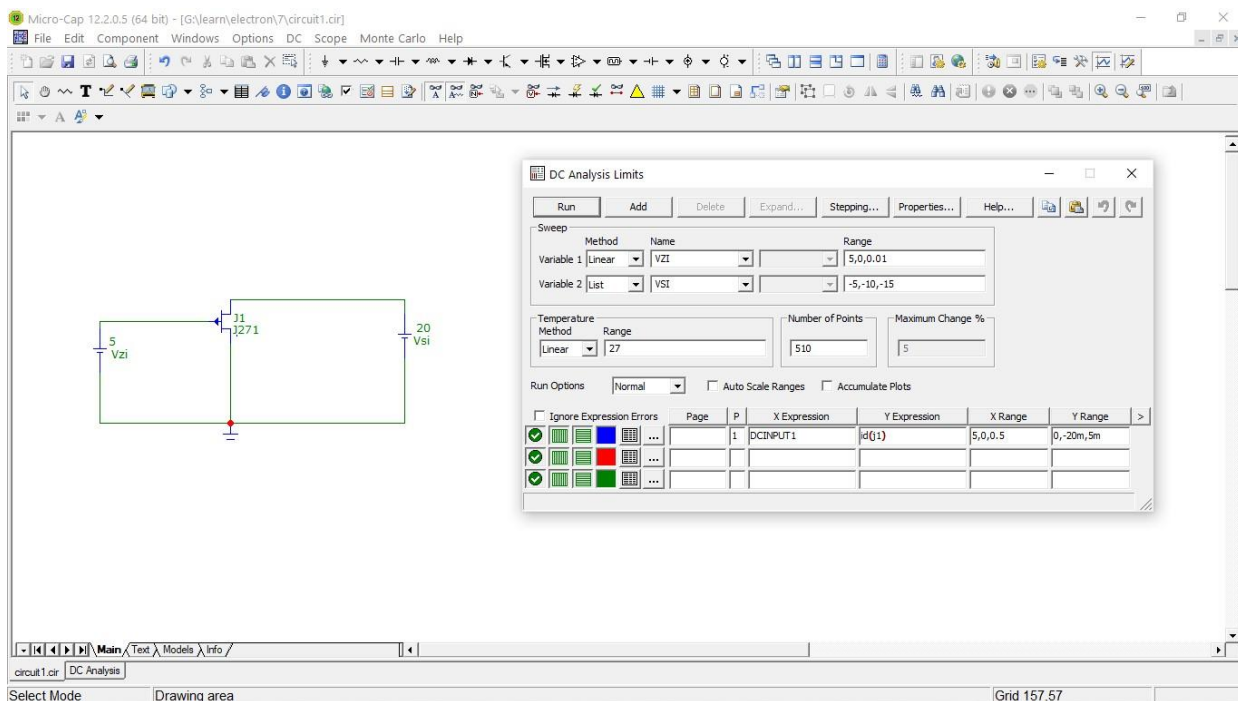 12 Micro-Cap 12.2.0.5 (64 bit) - [G:\learn\electron\7\circuit1.cir]
File Edit Component Windows Options DC Scope Monte Carlo Help
J1
J271
5
Vzi
20
Vsi
DC Analysis Limits
Run Add Delete Expand... Stepping... Properties... Help...
Sweep
Method Name Range
Variable 1 Linear VZI 5,0,0.01
Variable 2 List VSI -5,-10,-15
Temperature Number of Points Maximum Change %
Method Range
Linear 27 510 5
Run Options Normal Auto Scale Ranges Accumulate Plots
Ignore Expression Errors Page P X Expression Y Expression X Range Y Range >
... 1 DCINPUT1 id(j1) 5,0,0.5 0,-20m,5m
...
...
Main Text Models Info
circuit1.cir DC Analysis
Select Mode Drawing area Grid 157,57